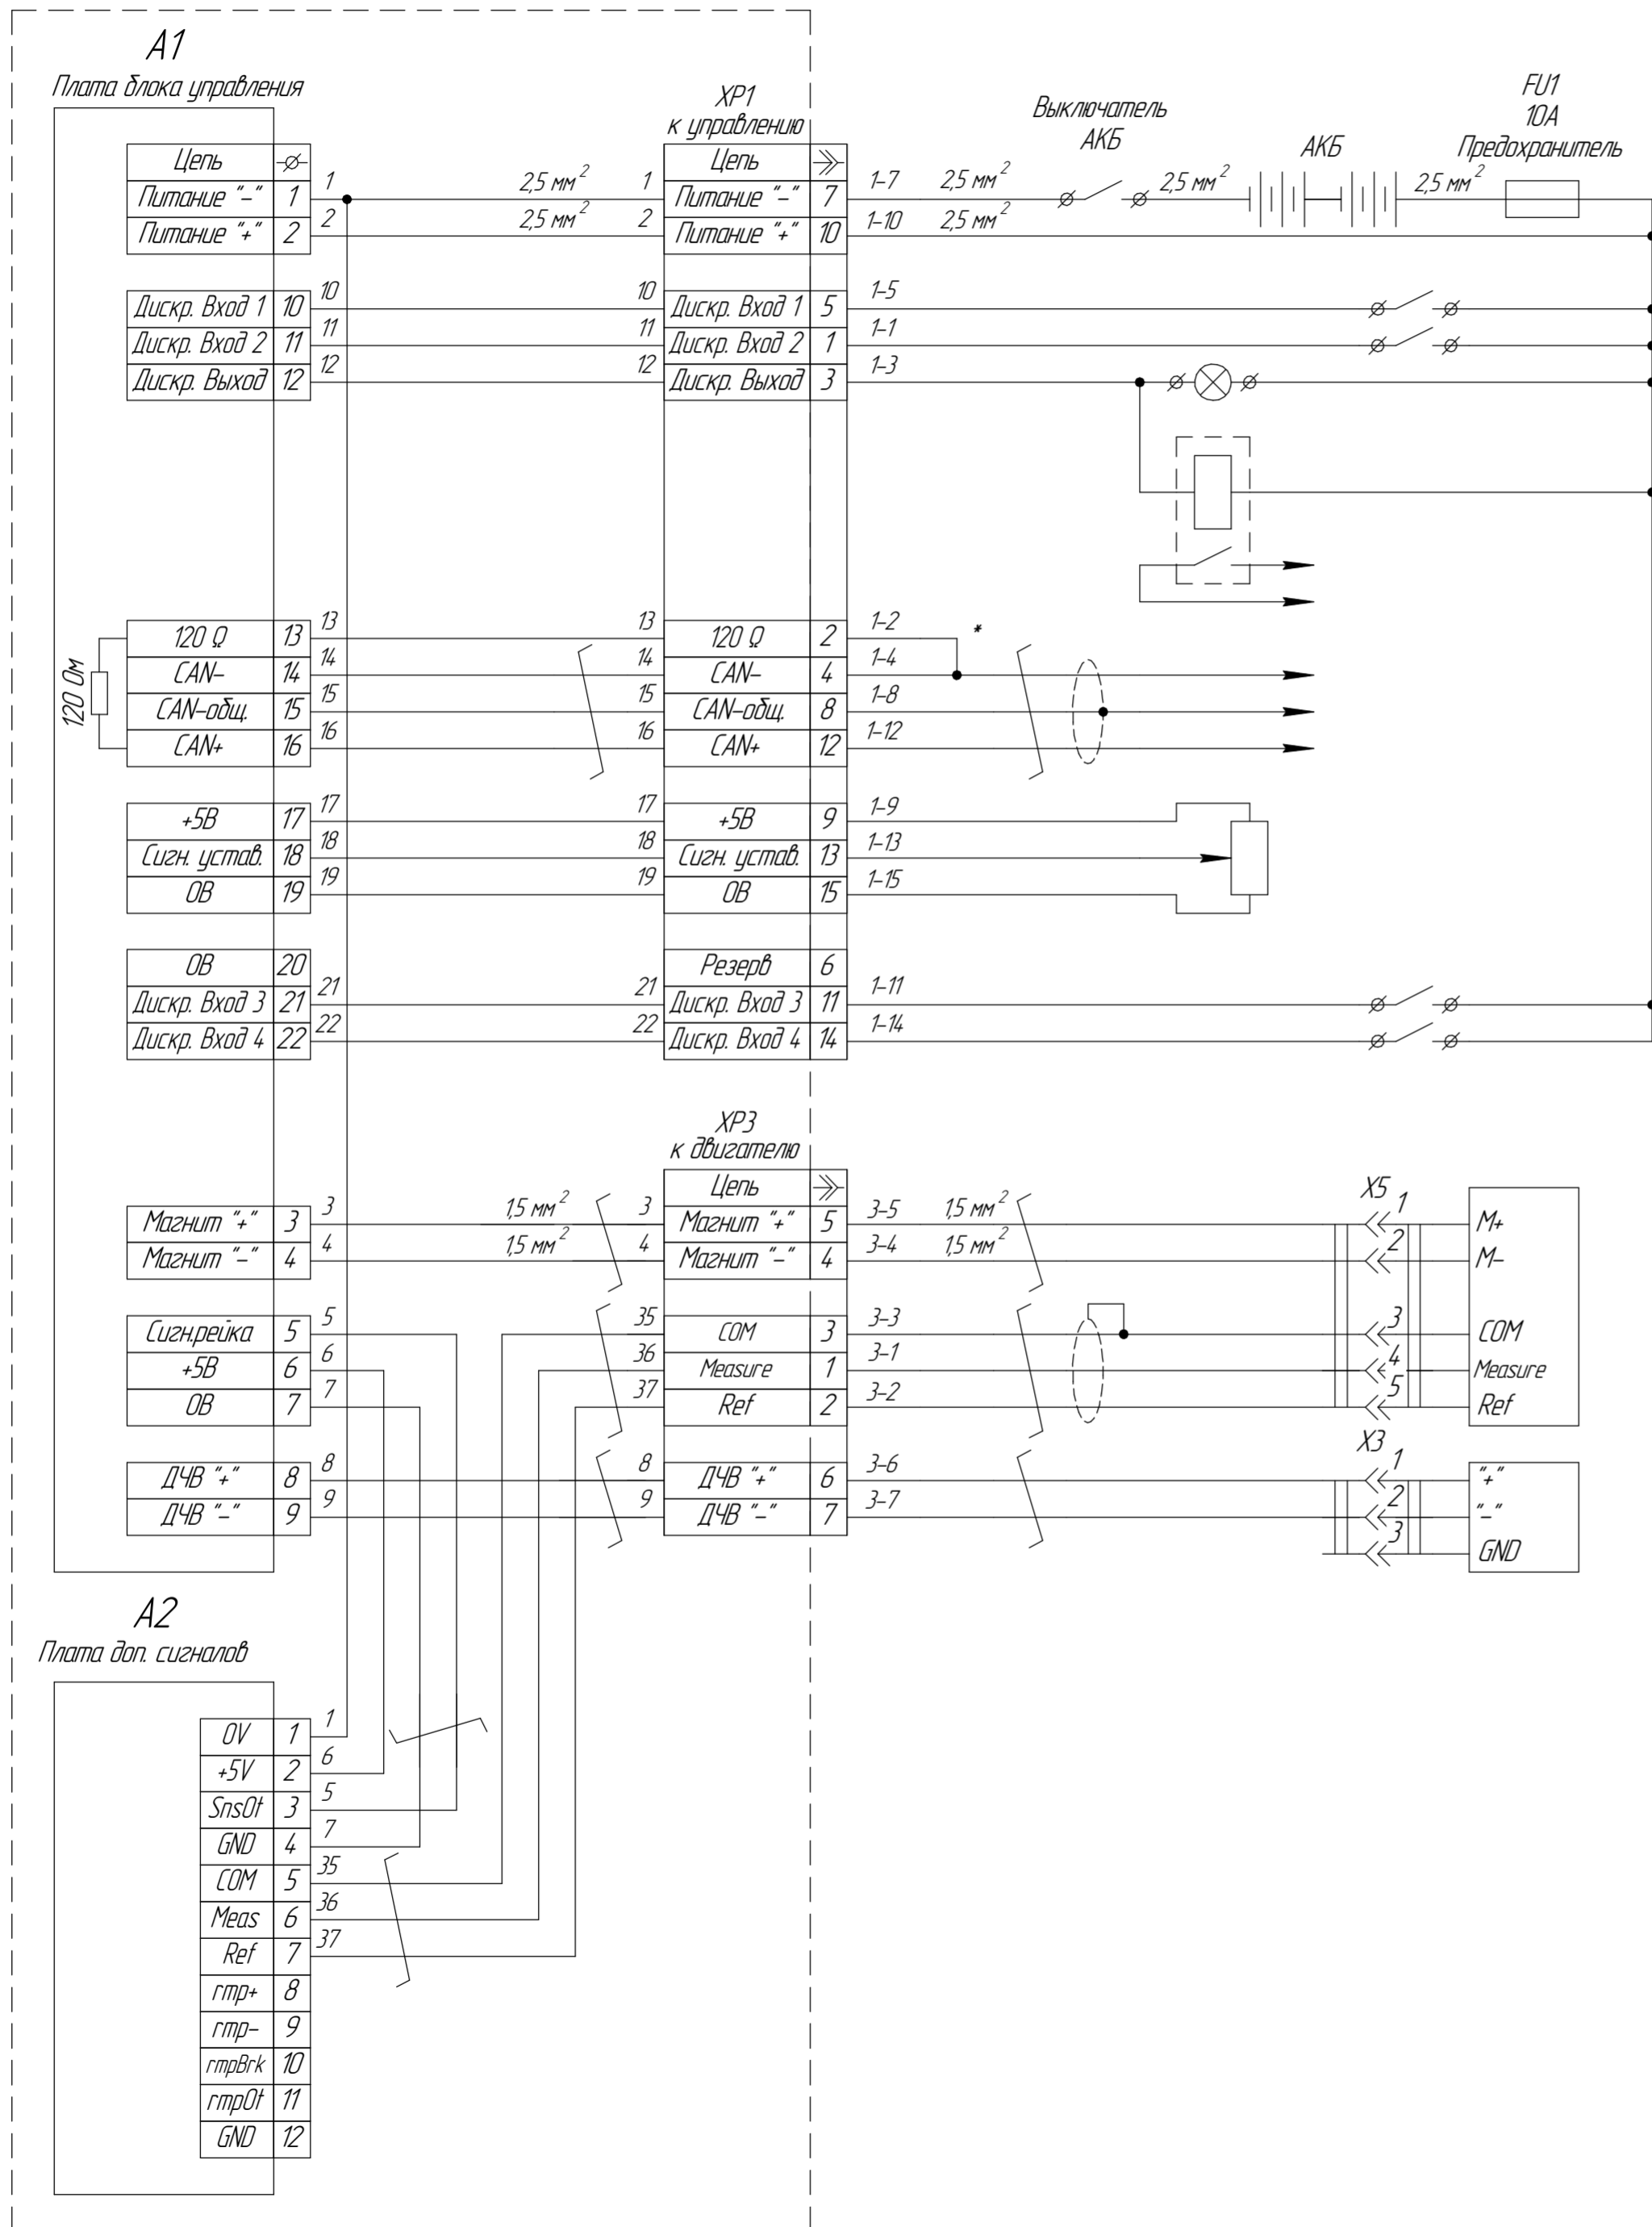 А1
Плата блока управления
Цепь
Питание "–" 1 1
Питание "+" 2 2
2,5 мм²
2,5 мм²
Дискр. Вход 1 10 10
Дискр. Вход 2 11 11
Дискр. Выход 12 12
120 Ом
120 Ω 13 13
CAN– 14 14
CAN–общ. 15 15
CAN+ 16 16
+5В 17 17
Сигн. устав. 18 18
0В 19 19
0В 20
Дискр. Вход 3 21 21
Дискр. Вход 4 22 22
Магнит "+" 3 3
Магнит "–" 4 4
1,5 мм²
1,5 мм²
Сигн.рейка 5 5
+5В 6 6
0В 7 7
ДЧВ "+" 8 8
ДЧВ "–" 9 9
ХР1
к управлению
Цепь
1 Питание "–" 7 1–7 2,5 мм²
2 Питание "+" 10 1–10 2,5 мм²
10 Дискр. Вход 1 5 1–5
11 Дискр. Вход 2 1 1–1
12 Дискр. Выход 3 1–3
13 120 Ω 2 1–2 *
14 CAN– 4 1–4
15 CAN–общ. 8 1–8
16 CAN+ 12 1–12
17 +5В 9 1–9
18 Сигн. устав. 13 1–13
19 0В 15 1–15
Резерв 6
21 Дискр. Вход 3 11 1–11
22 Дискр. Вход 4 14 1–14
Выключатель
АКБ
2,5 мм²
АКБ
2,5 мм²
FU1
10А
Предохранитель
ХР3
к двигателю
Цепь
3 Магнит "+" 5 3–5 1,5 мм²
4 Магнит "–" 4 3–4 1,5 мм²
35 COM 3 3–3
36 Measure 1 3–1
37 Ref 2 3–2
8 ДЧВ "+" 6 3–6
9 ДЧВ "–" 7 3–7
Х5
1 М+
2 М–
3 COM
4 Measure
5 Ref
Х3
1 "+"
2 "–"
3 GND
А2
Плата доп. сигналов
0V 1 1
+5V 2 6
SnsOt 3 5
GND 4 7
COM 5 35
Meas 6 36
Ref 7 37
rmp+ 8
rmp– 9
rmpBrk 10
rmpOt 11
GND 12